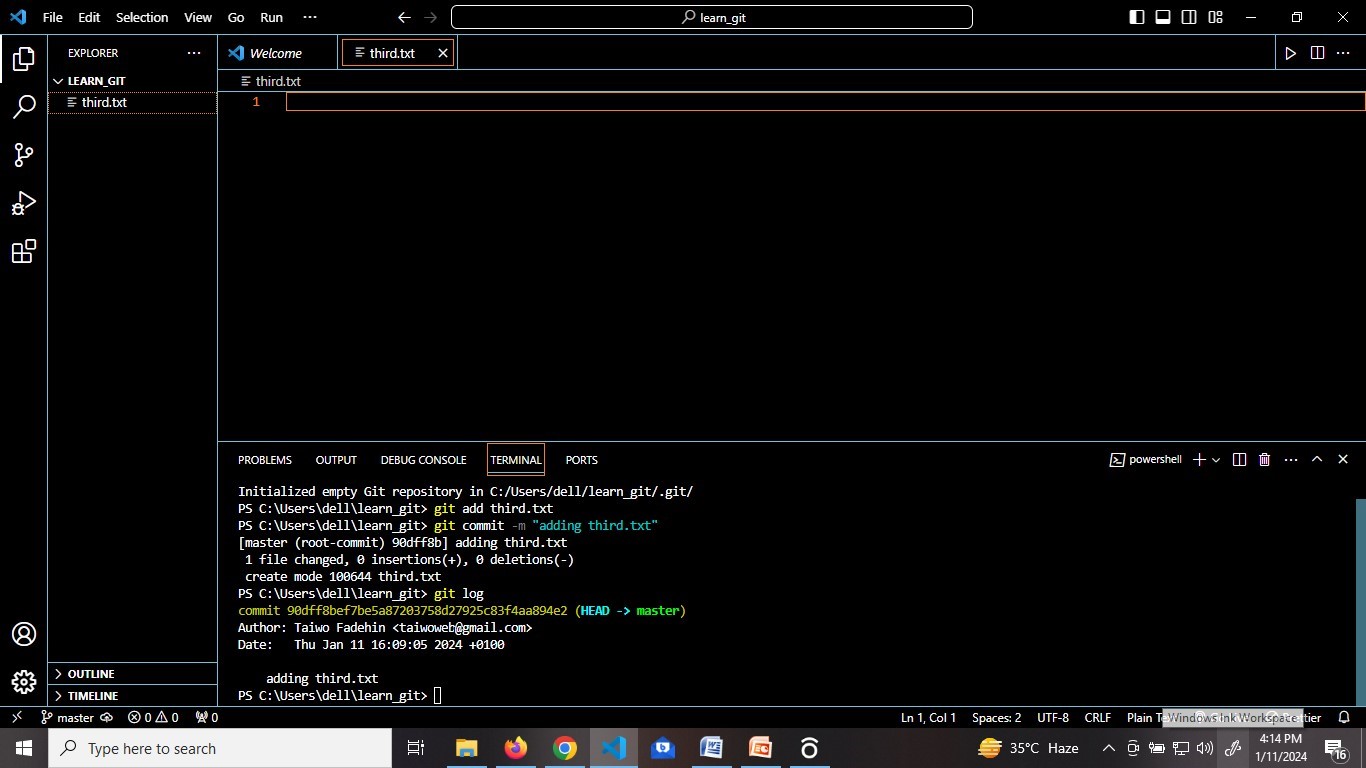 File Edit Selection View Go Run ··· learn_git
EXPLORER ··· Welcome third.txt
LEARN_GIT third.txt
third.txt 1
PROBLEMS OUTPUT DEBUG CONSOLE TERMINAL PORTS powershell
Initialized empty Git repository in C:/Users/dell/learn_git/.git/
PS C:\Users\dell\learn_git> git add third.txt
PS C:\Users\dell\learn_git> git commit -m "adding third.txt"
[master (root-commit) 90dff8b] adding third.txt
1 file changed, 0 insertions(+), 0 deletions(-)
create mode 100644 third.txt
PS C:\Users\dell\learn_git> git log
commit 90dff8bef7be5a87203758d27925c83f4aa894e2 (HEAD -> master)
Author: Taiwo Fadehin <taiwoweb@gmail.com>
Date:   Thu Jan 11 16:09:05 2024 +0100
adding third.txt
PS C:\Users\dell\learn_git>
OUTLINE
TIMELINE
master 0 0 0 Ln 1, Col 1 Spaces: 2 UTF-8 CRLF Plain Windows Ink Workspace
Type here to search 35°C Haze 4:14 PM
1/11/2024 16